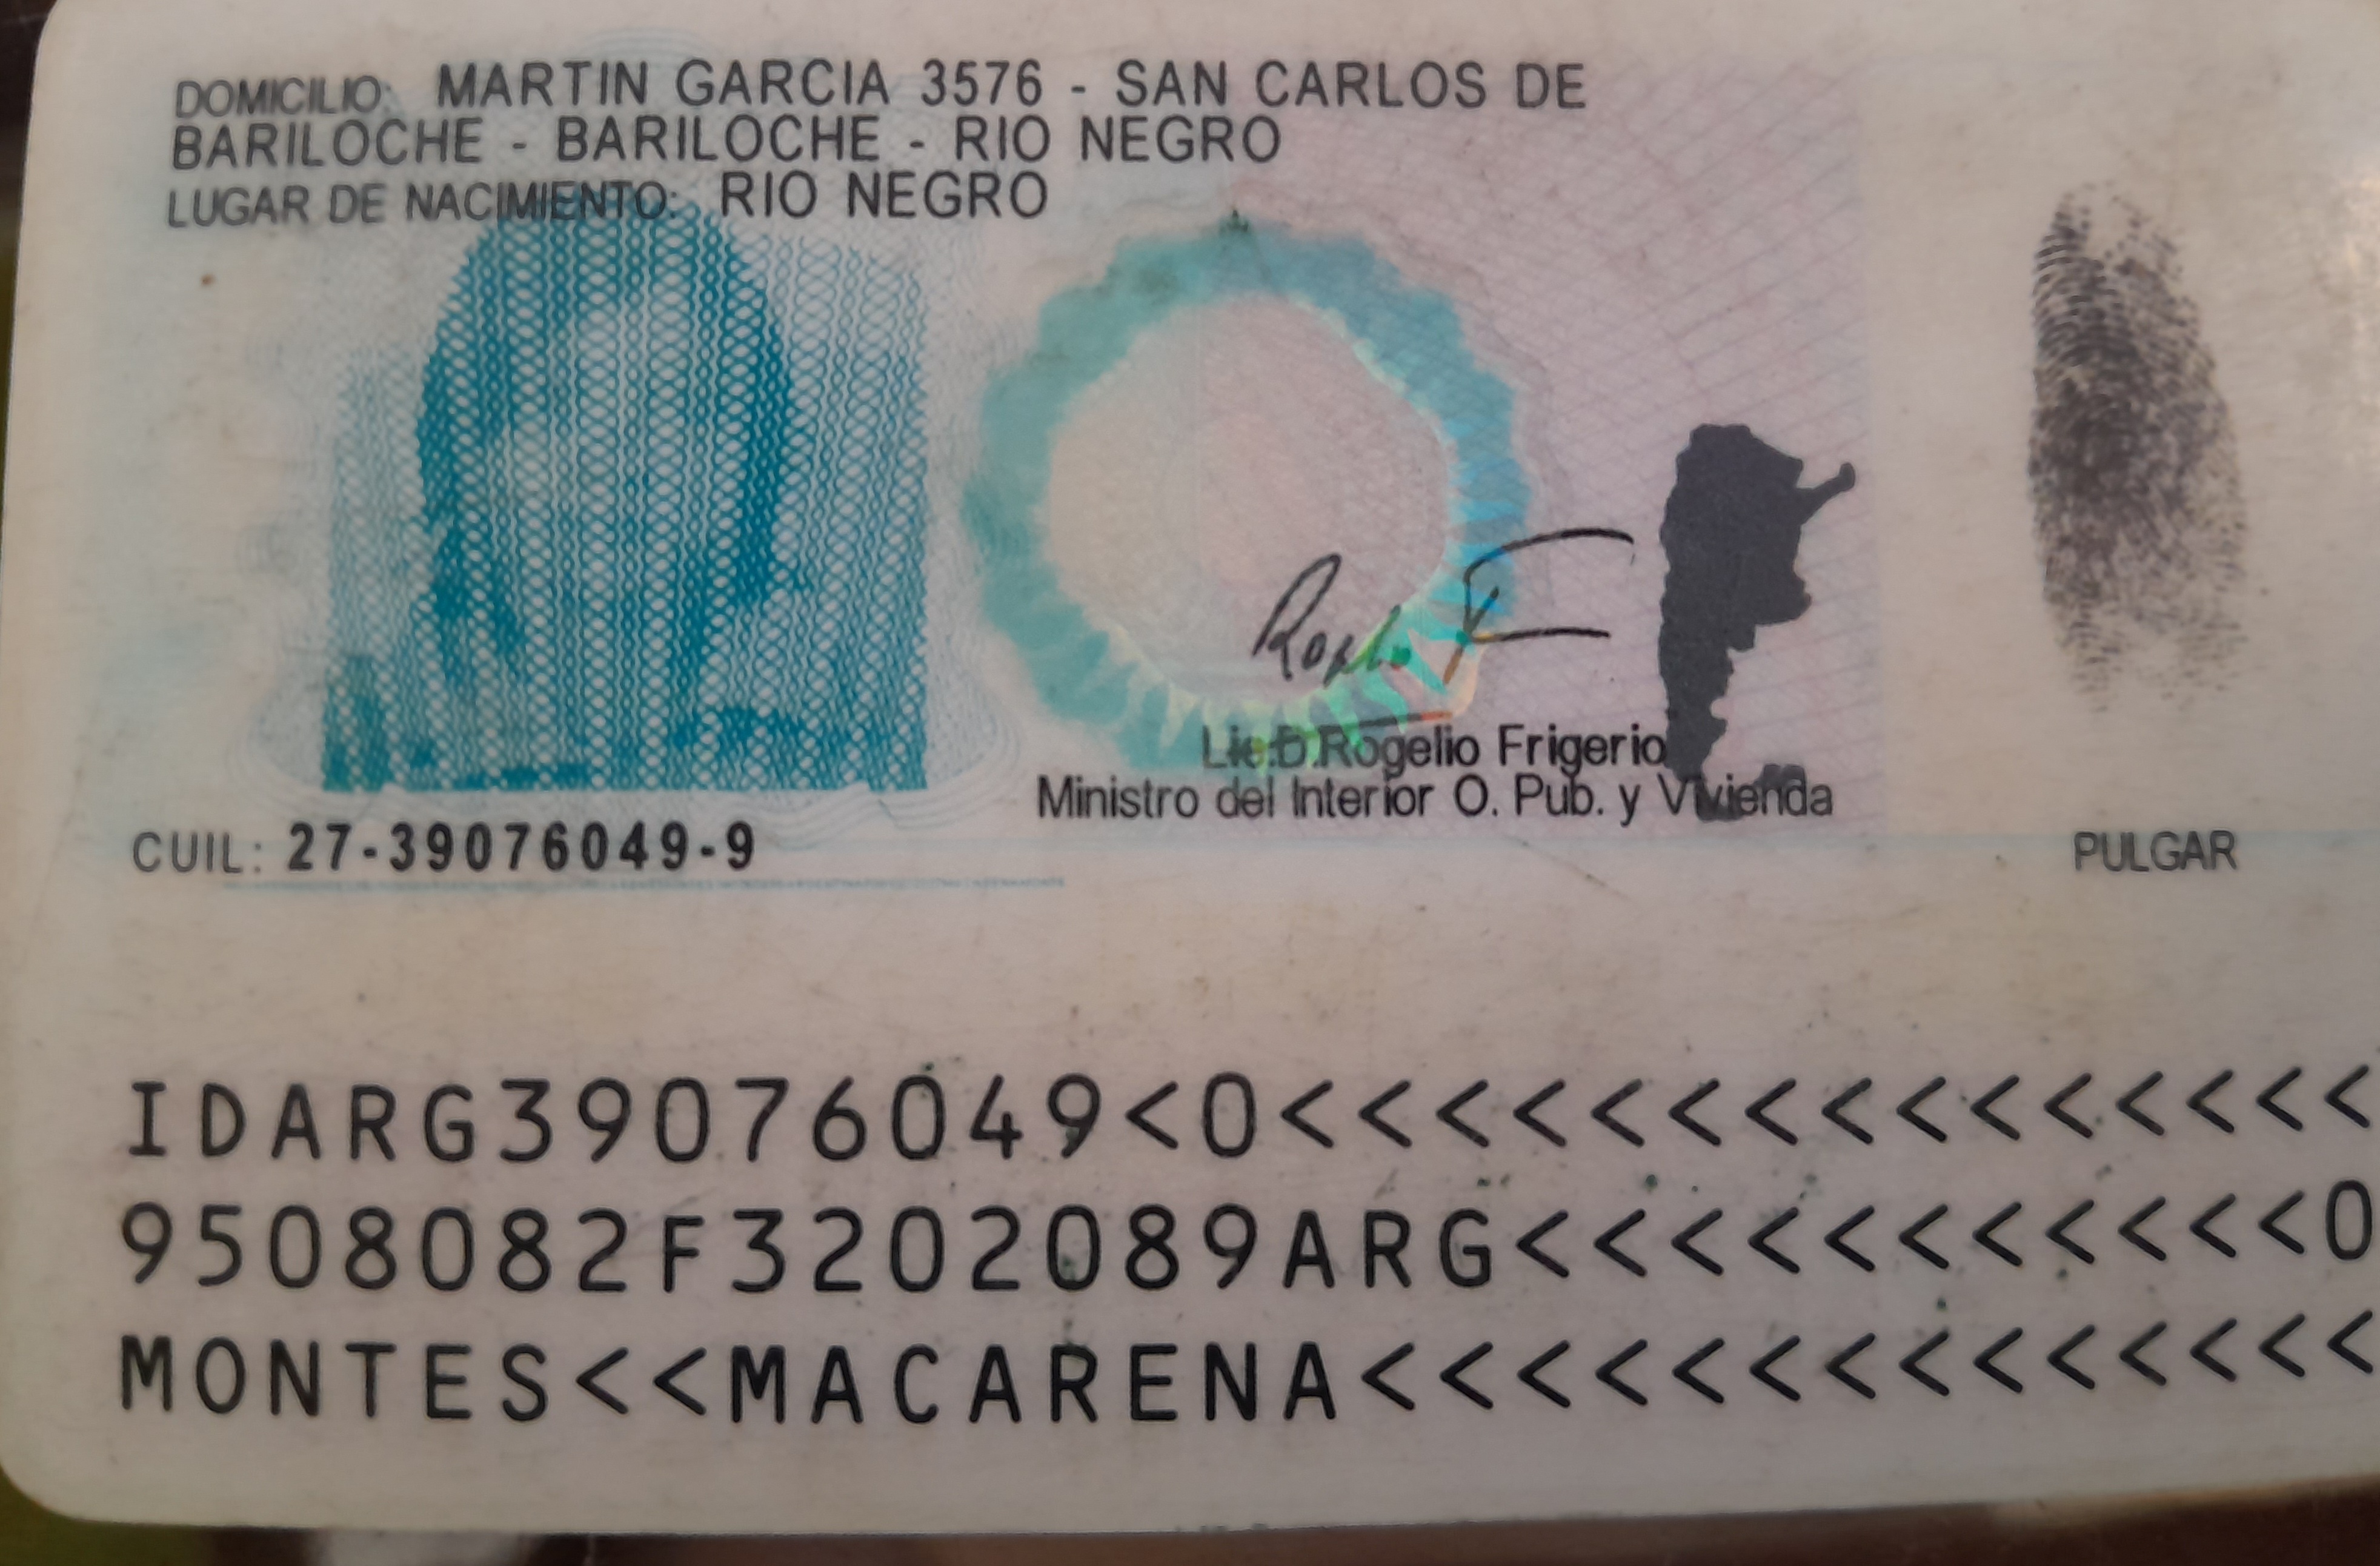 DOMICILIO: MARTIN GARCIA 3576 - SAN CARLOS DE
BARILOCHE - BARILOCHE - RIO NEGRO
LUGAR DE NACIMIENTO: RIO NEGRO
Lic.D.Rogelio Frigerio
Ministro del Interior O. Pub. y Vivienda
CUIL: 27-39076049-9
PULGAR
IDARG39076049<0<<<<<<<<<<<<<<<
9508082F3202089ARG<<<<<<<<<<<0
MONTES<<MACARENA<<<<<<<<<<<<<<